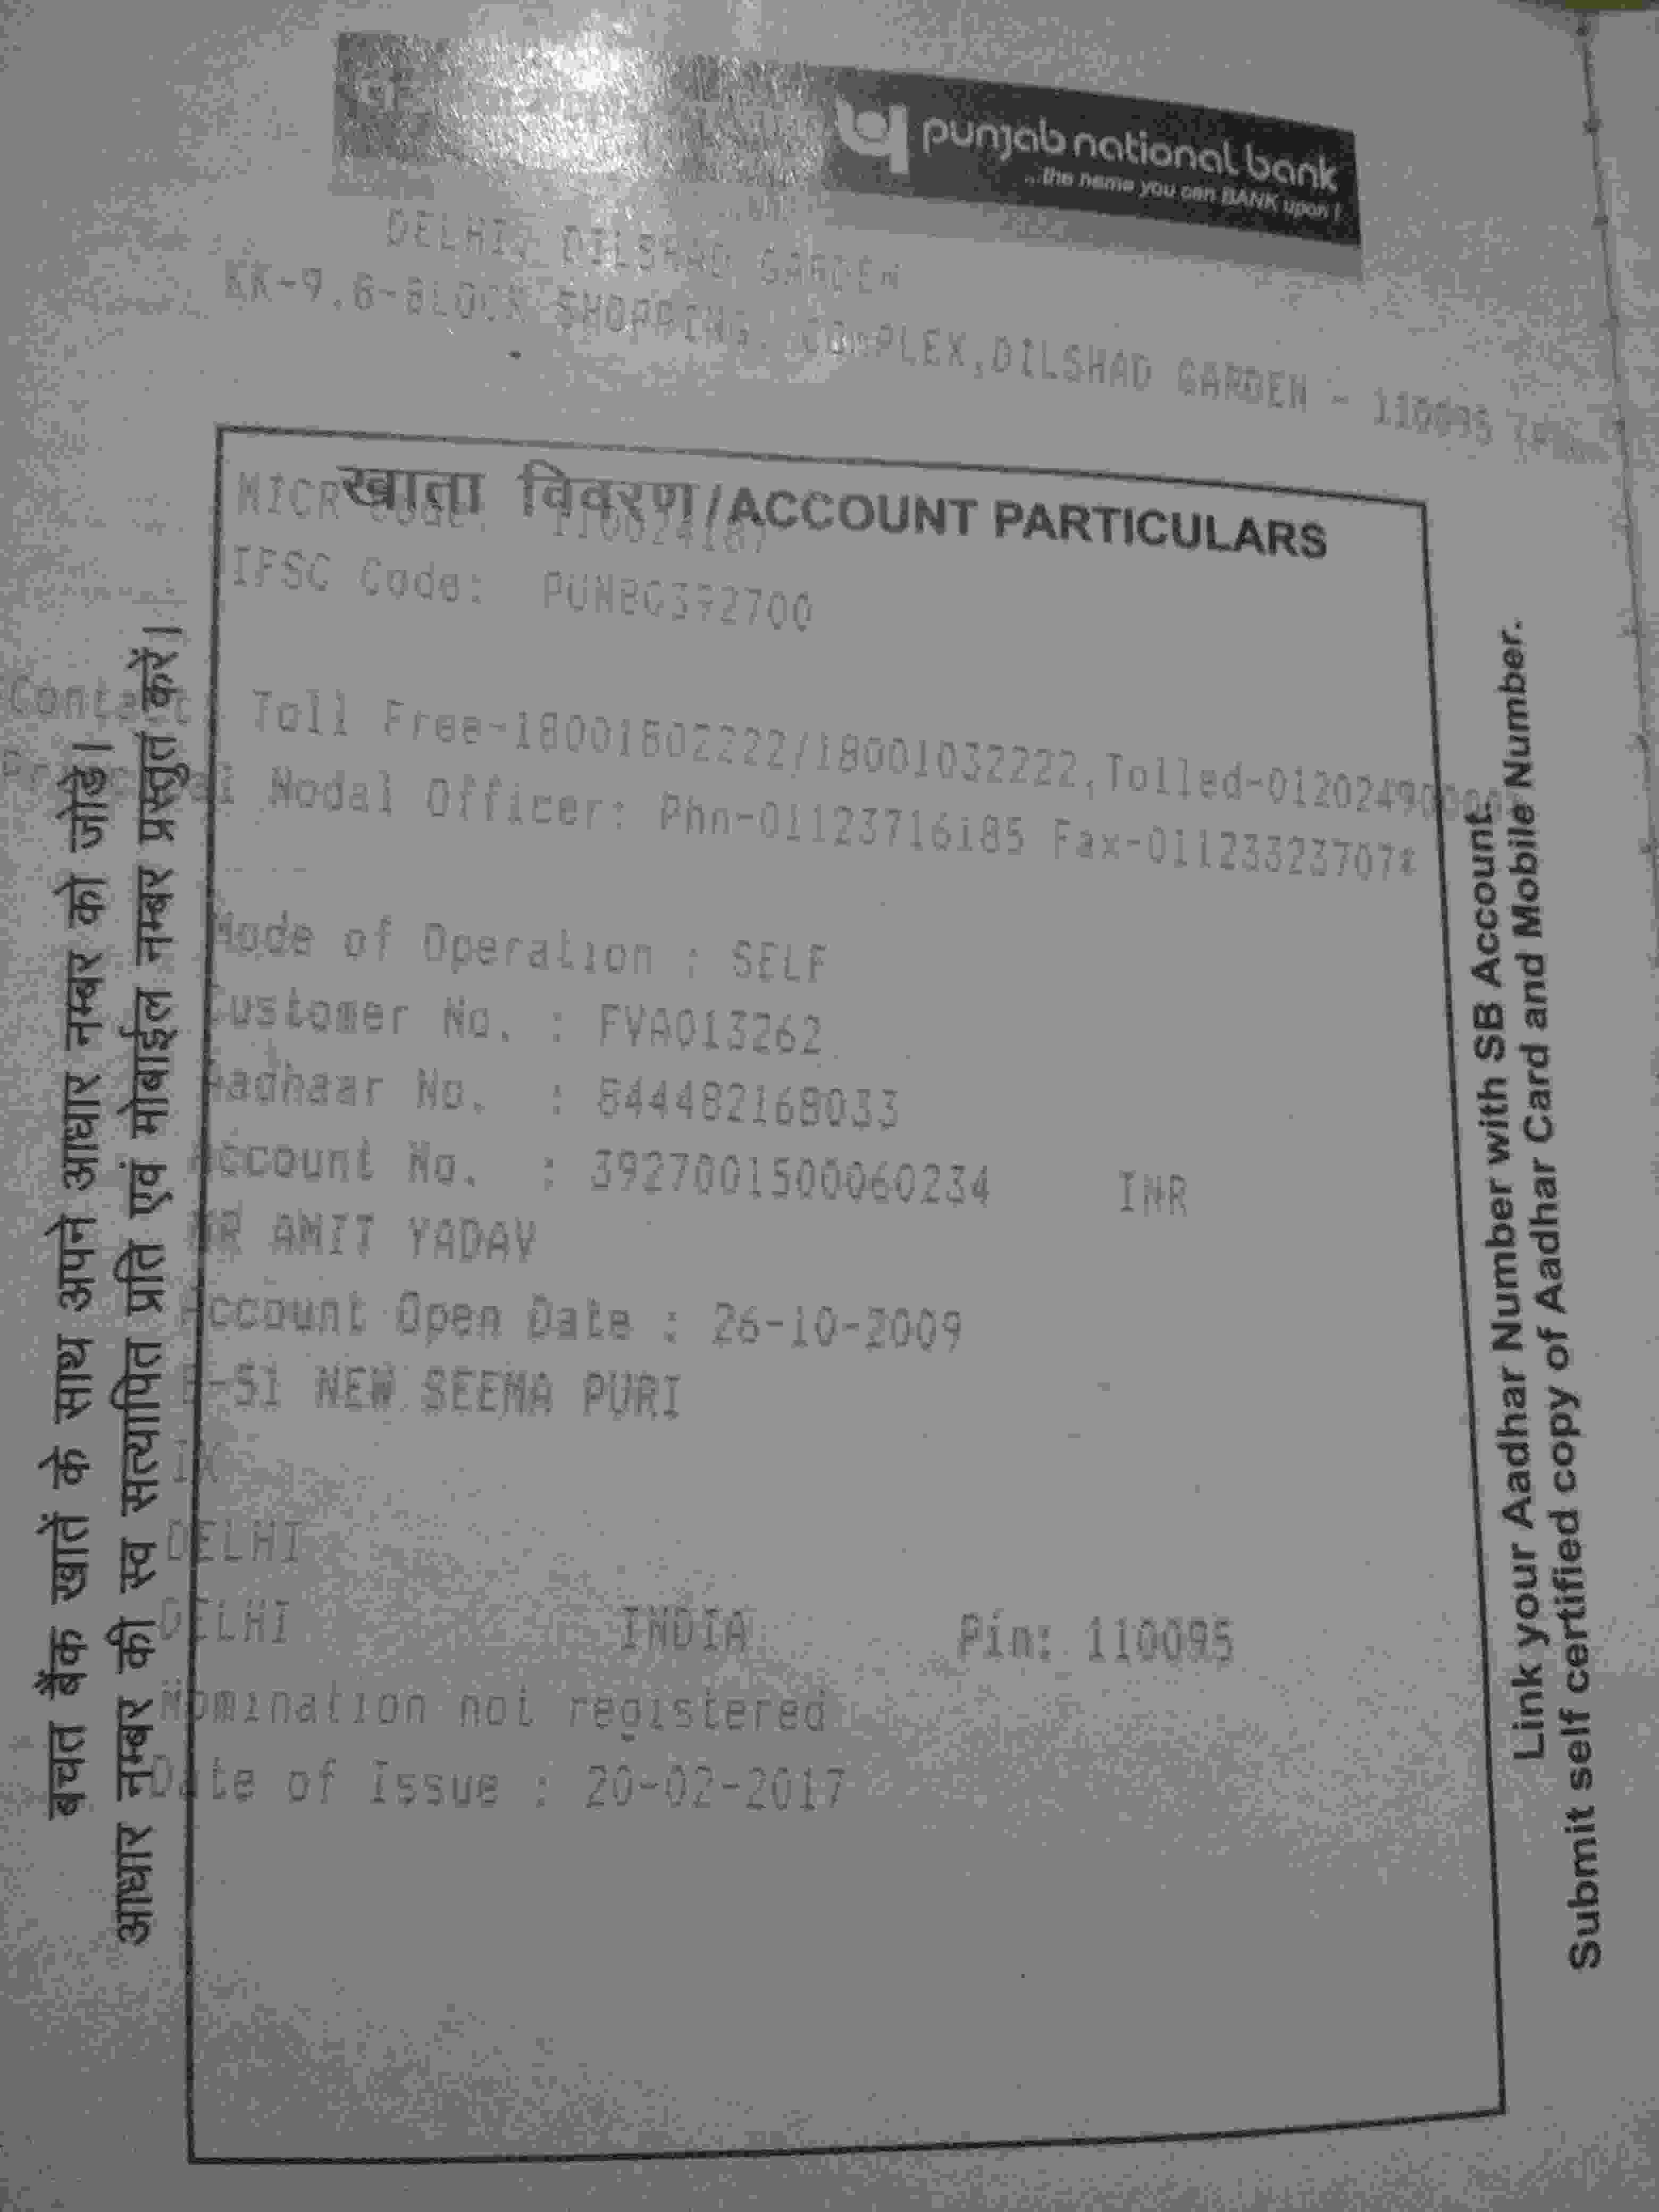 punjab national bank
...the name you can BANK upon !
DELHI, DILSHAD GARDEN
KK-9,6-BLOCK SHOPPING, COMPLEX,DILSHAD GARDEN - 110095
खाता विवरण/ACCOUNT PARTICULARS
MICR Code: 110024187
IFSC Code: PUNB0392700
Contact: Toll Free-18001802222/18001032222,Tolled-0120249
Principal Nodal Officer: Phn-01123716185 Fax-01123323707*
Mode of Operation : SELF
Customer No. : FVA013262
Aadhaar No. : 844482168033
Account No. : 3927001500060234 INR
MR AMIT YADAV
Account Open Date : 26-10-2009
-51 NEW SEEMA PURI
DELHI
DELHI INDIA Pin: 110095
Nomination not registered
Date of Issue : 20-02-2017
बचत बैंक खातें के साथ अपने आधार नम्बर को जोड़े।
आधार नम्बर की स्व सत्यापित प्रति एवं मोबाईल नम्बर प्रस्तुत करें।
Link your Aadhar Number with SB Account.
Submit self certified copy of Aadhar Card and Mobile Number.